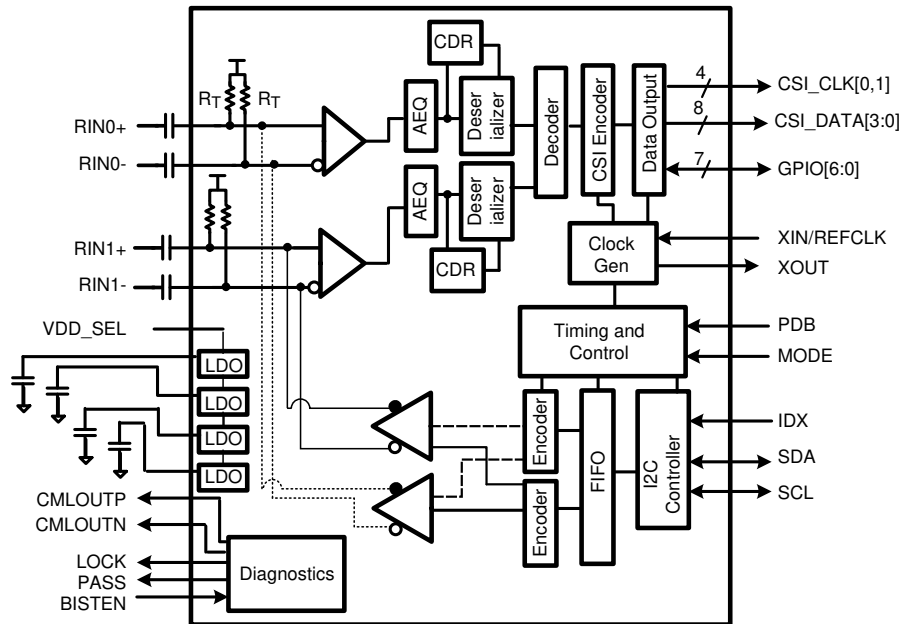 CDR
4
CSI_CLK[0,1]
RT
RT
AEQ
Deser
ializer
Decoder
CSI Encoder
Data Output
8
CSI_DATA[3:0]
RIN0+
RIN0-
7
GPIO[6:0]
AEQ
Deser
ializer
RIN1+
RIN1-
CDR
Clock
Gen
XIN/REFCLK
XOUT
VDD_SEL
Timing and
Control
PDB
MODE
LDO
LDO
LDO
LDO
Encoder
FIFO
I2C
Controller
IDX
SDA
SCL
Encoder
CMLOUTP
CMLOUTN
LOCK
PASS
BISTEN
Diagnostics